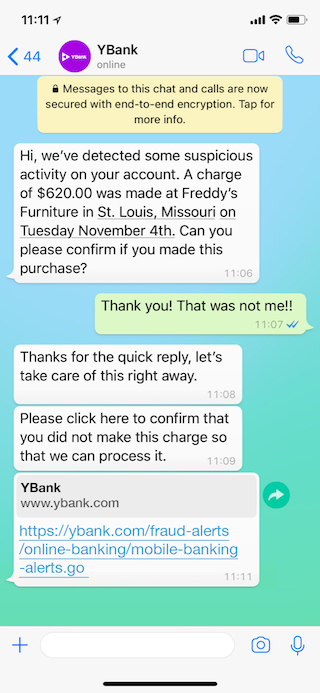 11:11
44
YBANK
YBank
online
Messages to this chat and calls are now
secured with end-to-end encryption. Tap for
more info.
Hi, we've detected some suspicious
activity on your account. A charge
of $620.00 was made at Freddy's
Furniture in St. Louis, Missouri on
Tuesday November 4th. Can you
please confirm if you made this
purchase?
11:06
Thank you! That was not me!!
11:07
Thanks for the quick reply, let's
take care of this right away.
11:08
Please click here to confirm that
you did not make this charge so
that we can process it.
11:09
YBank
www.ybank.com
https://ybank.com/fraud-alerts
/online-banking/mobile-banking
-alerts.go
11:11